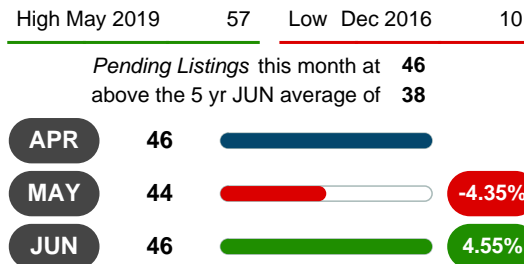 High May 2019 57 Low Dec 2016 10
Pending Listings this month at 46
above the 5 yr JUN average of 38
APR 46
MAY 44 -4.35%
JUN 46 4.55%